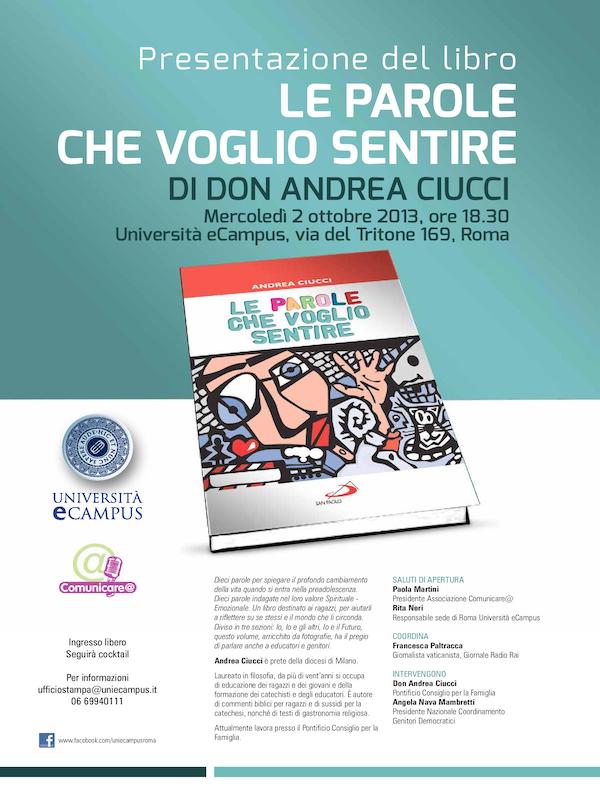 Presentazione del libro
LE PAROLE
CHE VOGLIO SENTIRE
DI DON ANDREA CIUCCI
Mercoledì 2 ottobre 2013, ore 18.30
Università eCampus, via del Tritone 169, Roma
ANDREA CIUCCI
LE PAROLE
CHE VOGLIO
SENTIRE
SAN PAOLO
UNIVERSITÀ
eCAMPUS
@
Comunicare@
Ingresso libero
Seguirà cocktail
Per informazioni
ufficiostampa@uniecampus.it
06 69940111
www.facebook.com/uniecampusroma
Dieci parole per spiegare il profondo cambiamento
della vita quando si entra nella preadolescenza.
Dieci parole indagate nel loro valore Spirituale -
Emozionale. Un libro destinato ai ragazzi, per aiutarli
a riflettere su se stessi e il mondo che li circonda.
Diviso in tre sezioni: Io, Io e gli altri, Io e il Futuro,
questo volume, arricchito da fotografie, ha il pregio
di parlare anche a educatori e genitori.
Andrea Ciucci è prete della diocesi di Milano.
Laureato in filosofia, da più di vent'anni si occupa
di educazione dei ragazzi e dei giovani e della
formazione dei catechisti e degli educatori. È autore
di commenti biblici per ragazzi e di sussidi per la
catechesi, nonché di testi di gastronomia religiosa.
Attualmente lavora presso il Pontificio Consiglio per la
Famiglia.
SALUTI DI APERTURA
Paola Martini
Presidente Associazione Comunicare@
Rita Neri
Responsabile sede di Roma Università eCampus
COORDINA
Francesca Paltracca
Giornalista vaticanista, Giornale Radio Rai
INTERVENGONO
Don Andrea Ciucci
Pontificio Consiglio per la Famiglia
Angela Nava Mambretti
Presidente Nazionale Coordinamento
Genitori Democratici